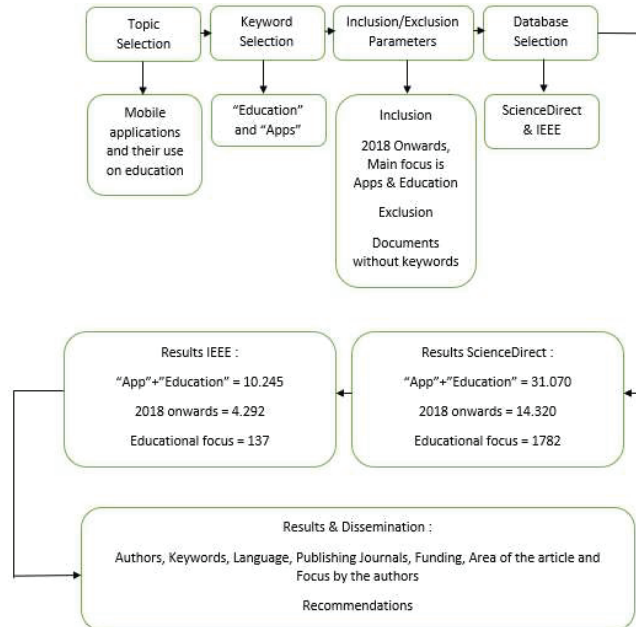 Topic
Selection
Keyword
Selection
Inclusion/Exclusion
Parameters
Database
Selection
Mobile
applications
and their use
on education
“Education”
and “Apps”
Inclusion
2018 Onwards,
Main focus is
Apps & Education
Exclusion
Documents
without keywords
ScienceDirect
& IEEE
Results IEEE :
“App”+”Education” = 10.245
2018 onwards = 4.292
Educational focus = 137
Results ScienceDirect :
“App”+”Education” = 31.070
2018 onwards = 14.320
Educational focus = 1782
Results & Dissemination :
Authors, Keywords, Language, Publishing Journals, Funding, Area of the article and
Focus by the authors
Recommendations